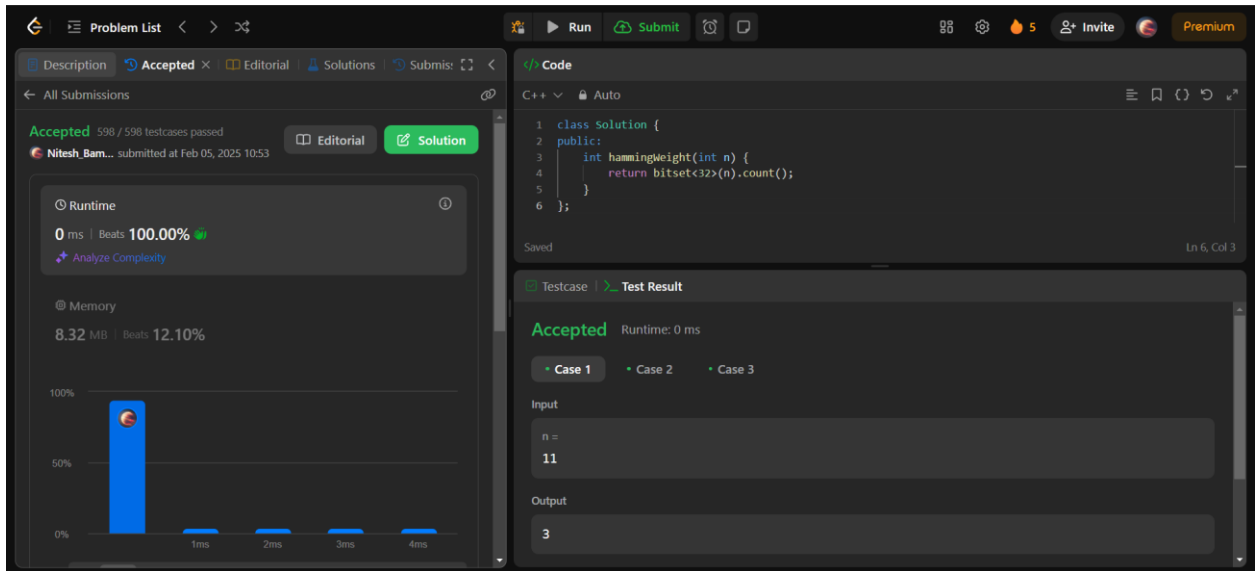 Problem List
Run
Submit
5
Invite
Premium
Description
Accepted
Editorial
Solutions
Submis:
All Submissions
Accepted 598 / 598 testcases passed
Nitesh_Bam... submitted at Feb 05, 2025 10:53
Editorial
Solution
Runtime
0 ms | Beats 100.00%
Analyze Complexity
Memory
8.32 MB | Beats 12.10%
100%
50%
0%
1ms 2ms 3ms 4ms
</> Code
C++ Auto
1 class Solution {
2 public:
3 int hammingWeight(int n) {
4 return bitset<32>(n).count();
5 }
6 };
Saved
Ln 6, Col 3
Testcase | >_ Test Result
Accepted Runtime: 0 ms
• Case 1 • Case 2 • Case 3
Input
n =
11
Output
3